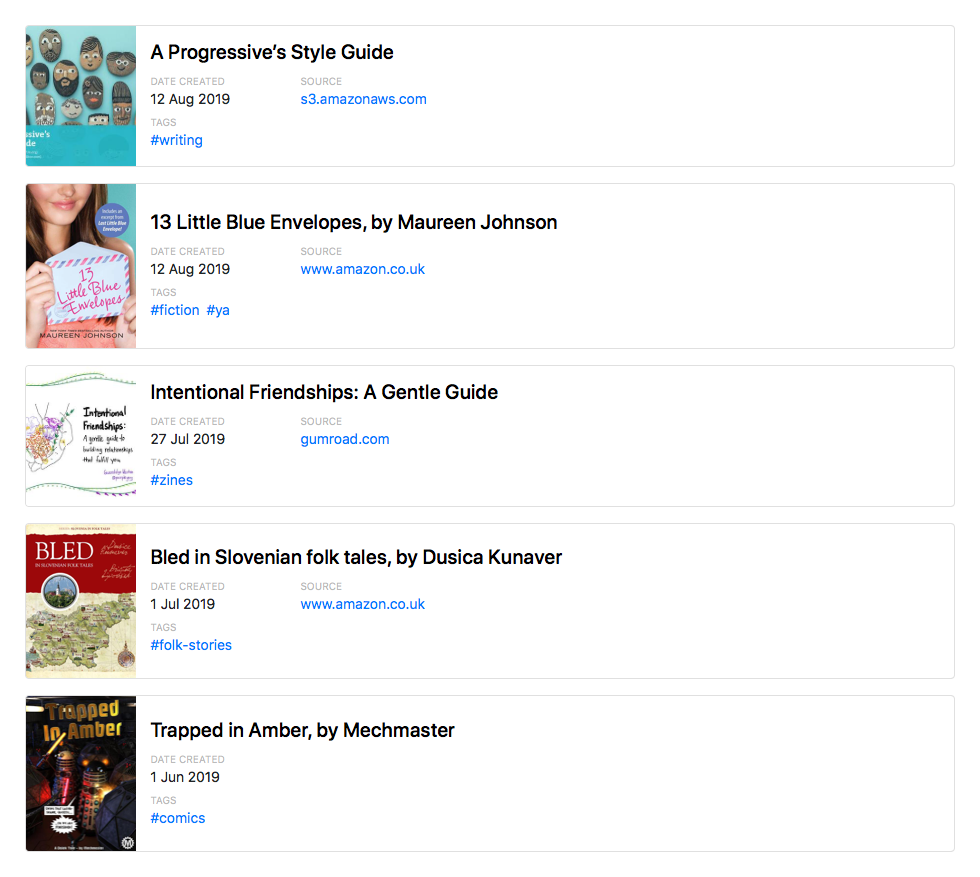 A Progressive’s Style Guide
DATE CREATED
SOURCE
12 Aug 2019
s3.amazonaws.com
TAGS
#writing
ssive's
de
13 Little Blue Envelopes, by Maureen Johnson
DATE CREATED
SOURCE
12 Aug 2019
www.amazon.co.uk
TAGS
#fiction #ya
Includes an
excerpt from
Last Little Blue
Envelope!
13
Little Blue
Envelopes
MAUREEN JOHNSON
Intentional Friendships: A Gentle Guide
DATE CREATED
SOURCE
27 Jul 2019
gumroad.com
TAGS
#zines
Intentional
Friendships:
A gentle guide to
building relationships
that fulfill you
Bled in Slovenian folk tales, by Dusica Kunaver
DATE CREATED
SOURCE
1 Jul 2019
www.amazon.co.uk
TAGS
#folk-stories
BLED
IN SLOVENIAN FOLK TALES
Trapped in Amber, by Mechmaster
DATE CREATED
1 Jun 2019
TAGS
#comics
Trapped
In Amber